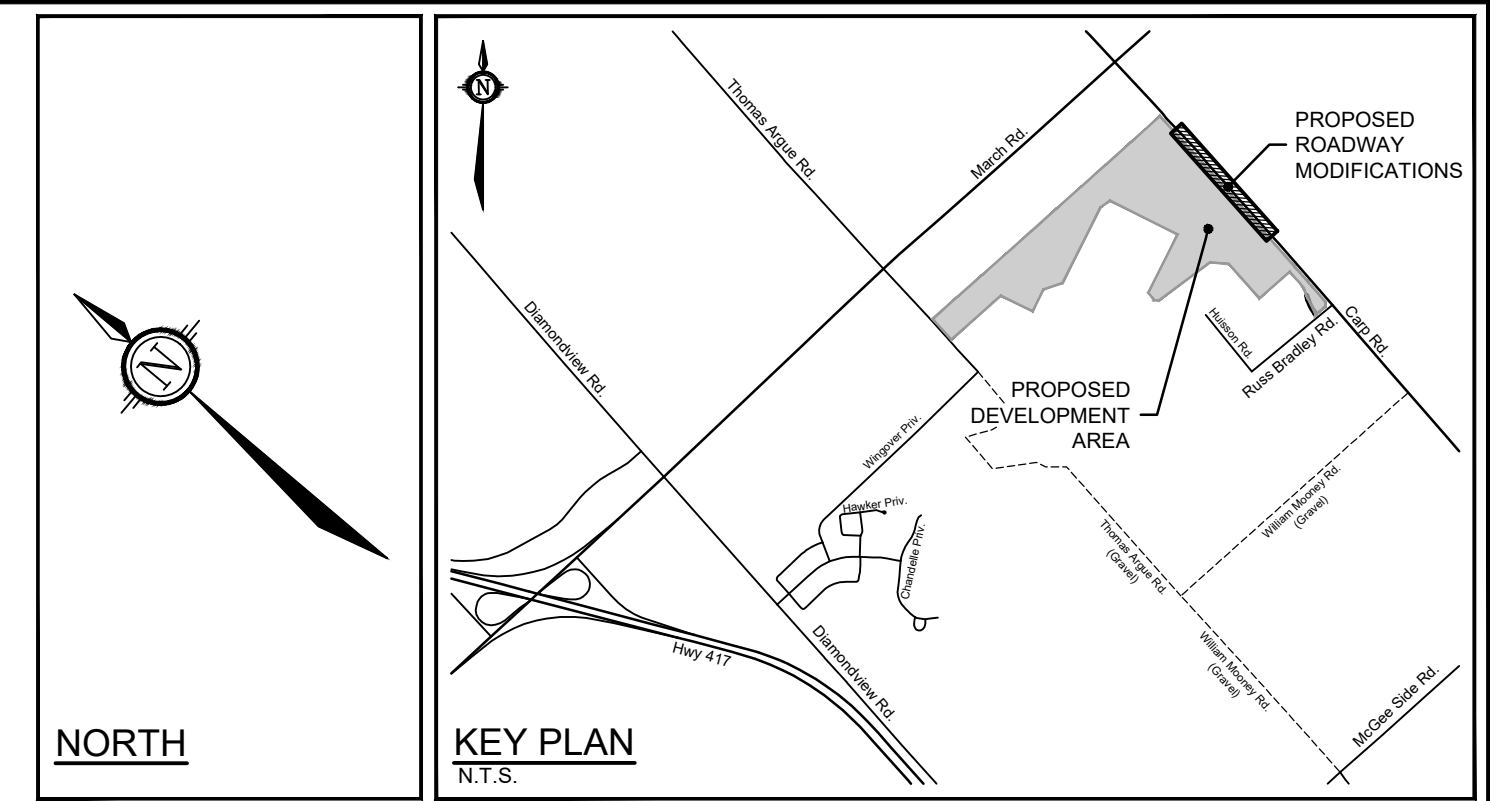 N
NORTH
N
Thomas Argue Rd.
March Rd.
PROPOSED
ROADWAY
MODIFICATIONS
Diamondview Rd.
Huisson Rd.
Carp Rd.
Russ Bradley Rd.
PROPOSED
DEVELOPMENT
AREA
Wingover Priv.
Hawker Priv.
Chandelle Priv.
William Mooney Rd.
(Gravel)
Thomas Argue Rd.
(Gravel)
Hwy 417
Diamondview Rd.
William Mooney Rd.
(Gravel)
McGee Side Rd.
KEY PLAN
N.T.S.